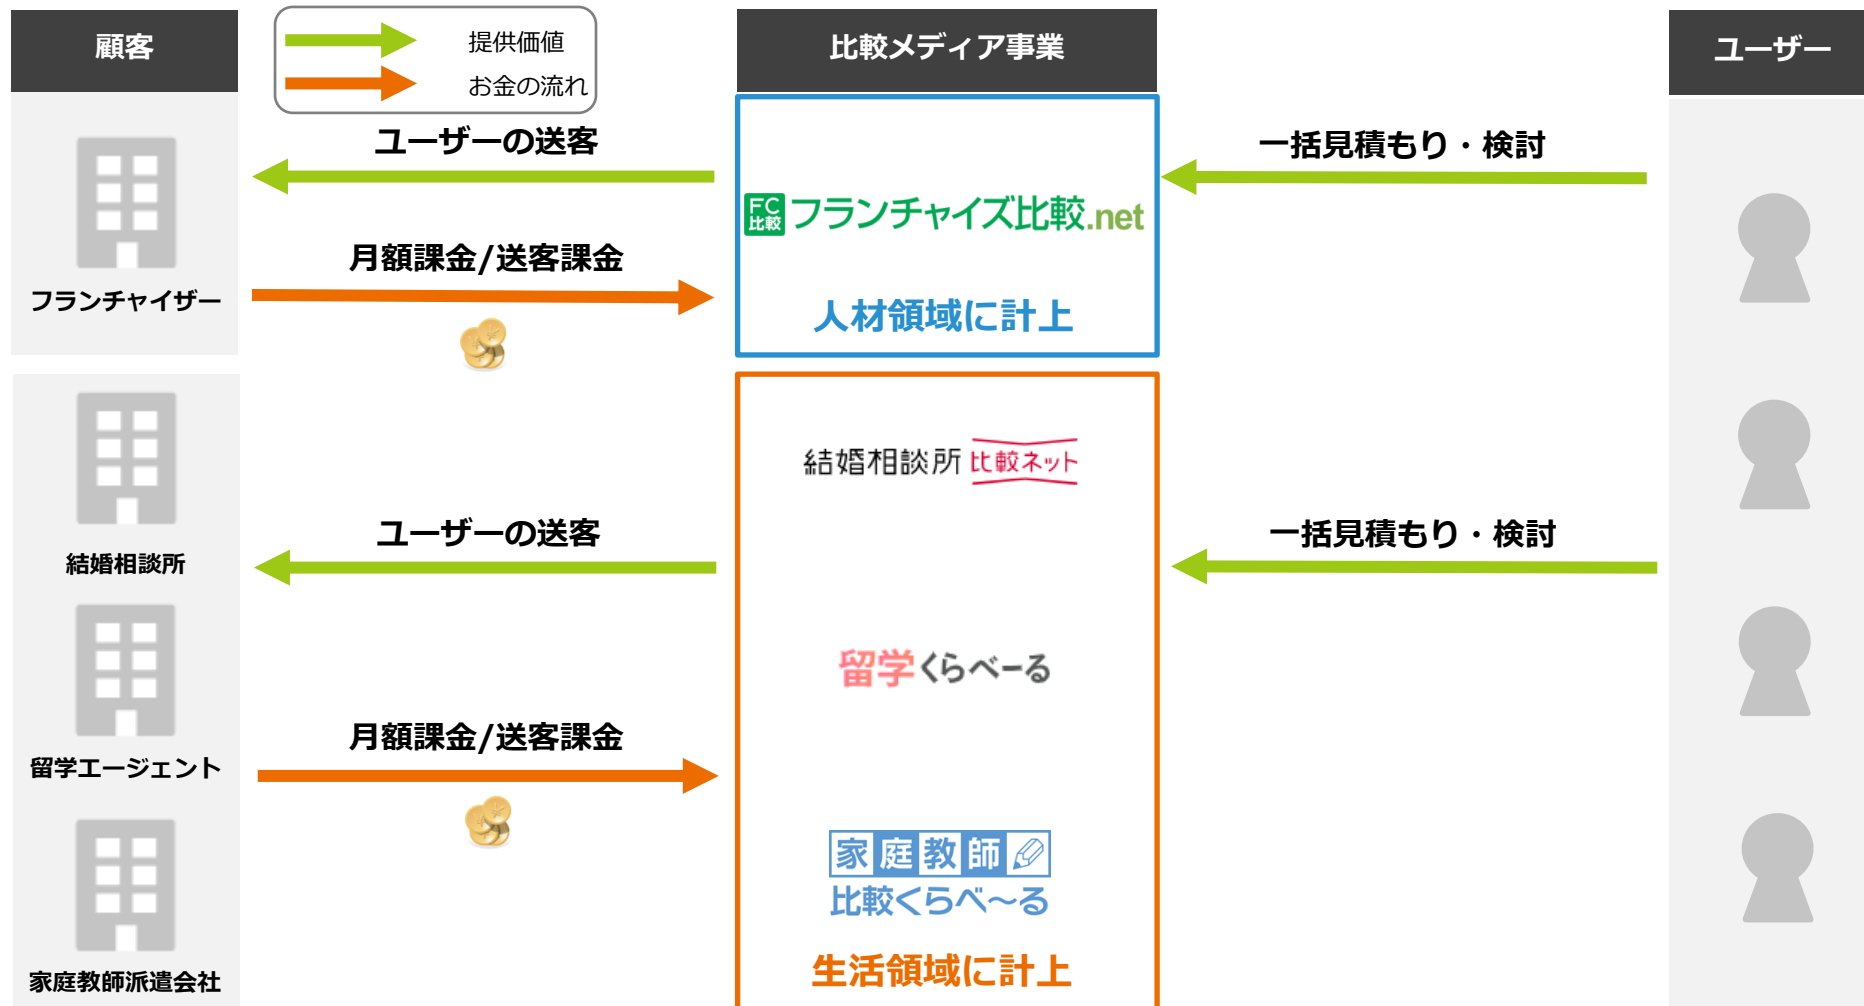 顧客
提供価値
お金の流れ
比較メディア事業
ユーザー
ユーザーの送客
一括見積もり・検討
FC
比較
フランチャイズ比較.net
月額課金/送客課金
フランチャイザー
人材領域に計上
結婚相談所 比較ネット
ユーザーの送客
一括見積もり・検討
結婚相談所
留学くらべーる
月額課金/送客課金
留学エージェント
家庭教師
比較くらべ〜る
生活領域に計上
家庭教師派遣会社